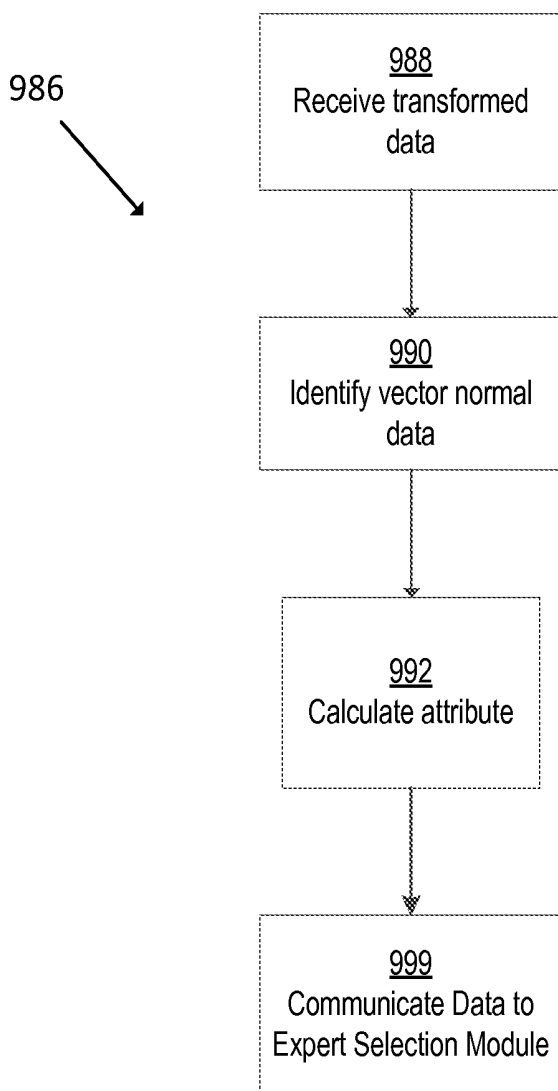 986
988
Receive transformed
data
990
Identify vector normal
data
992
Calculate attribute
999
Communicate Data to
Expert Selection Module